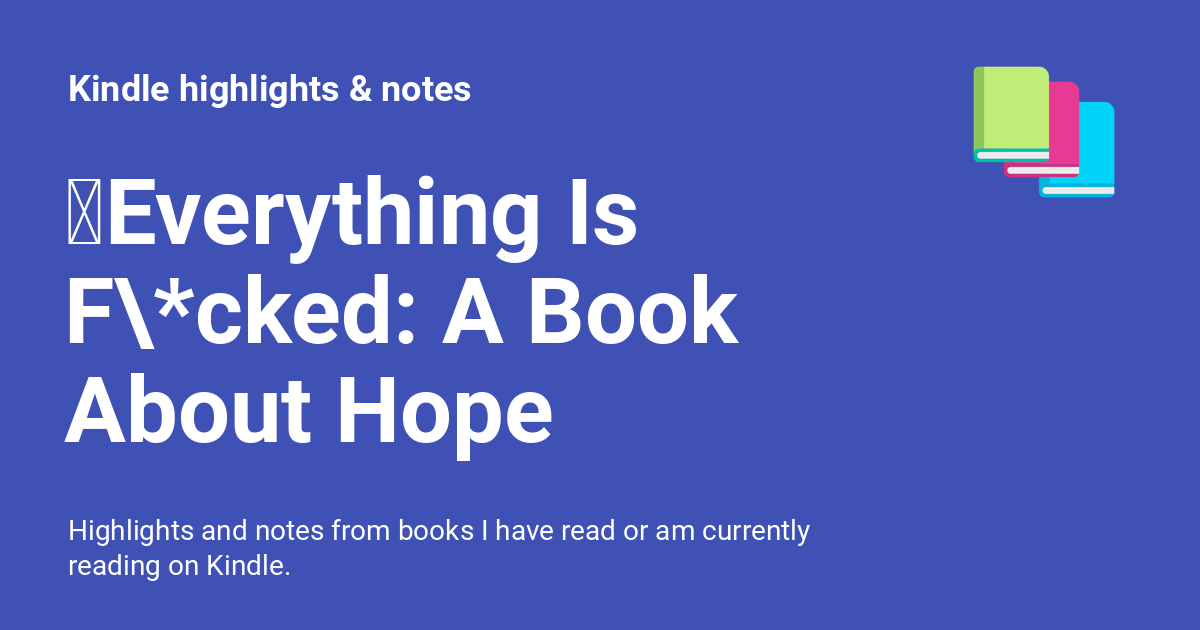 Kindle highlights & notes
Everything Is
F\*cked: A Book
About Hope
Highlights and notes from books I have read or am currently
reading on Kindle.